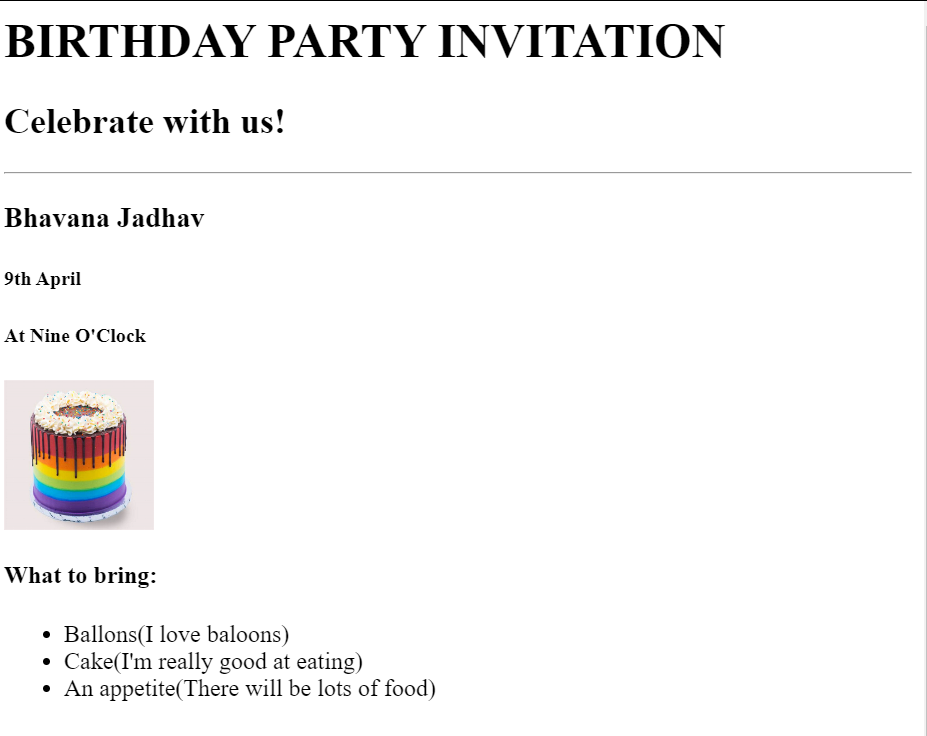 BIRTHDAY PARTY INVITATION
Celebrate with us!
Bhavana Jadhav
9th April
At Nine O'Clock
What to bring:
• Ballons(I love baloons)
• Cake(I'm really good at eating)
• An appetite(There will be lots of food)